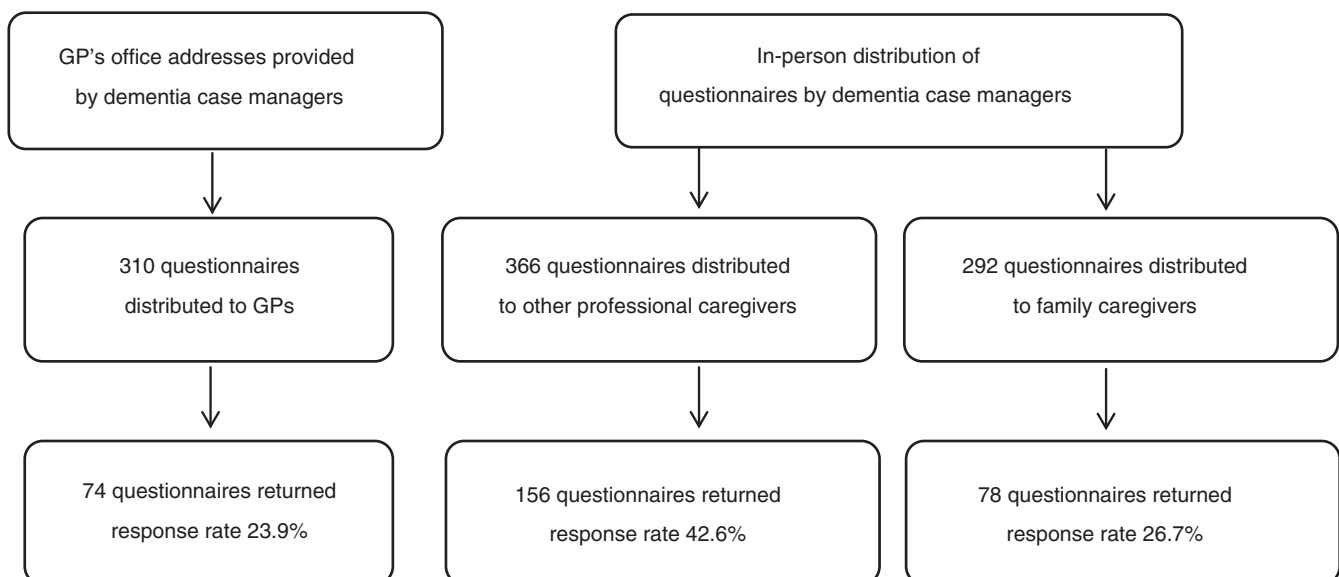 GP's office addresses provided
by dementia case managers
In-person distribution of
questionnaires by dementia case managers
310 questionnaires
distributed to GPs
366 questionnaires distributed
to other professional caregivers
292 questionnaires distributed
to family caregivers
74 questionnaires returned
response rate 23.9%
156 questionnaires returned
response rate 42.6%
78 questionnaires returned
response rate 26.7%